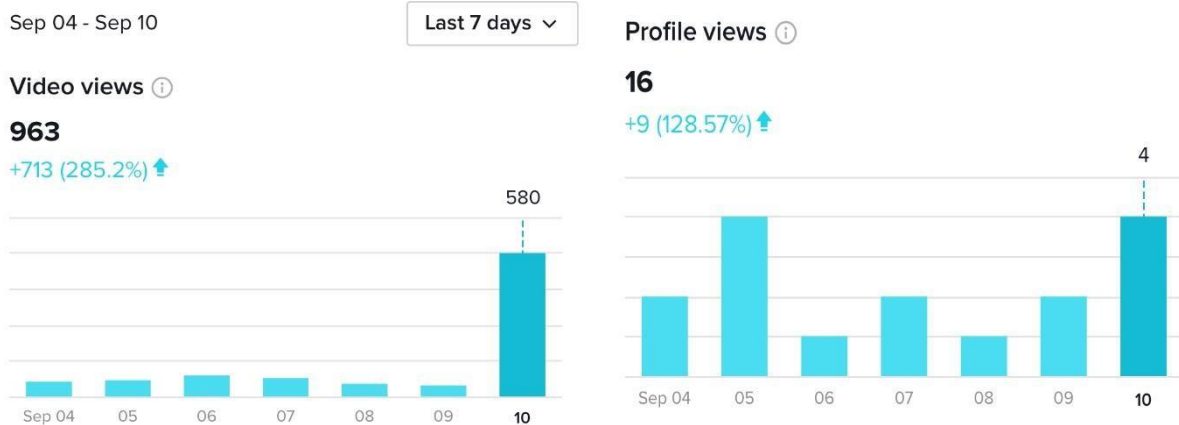 Sep 04 - Sep 10
Last 7 days
Video views
963
+713 (285.2%)
580
Sep 04 05 06 07 08 09 10
Profile views
16
+9 (128.57%)
4
Sep 04 05 06 07 08 09 10